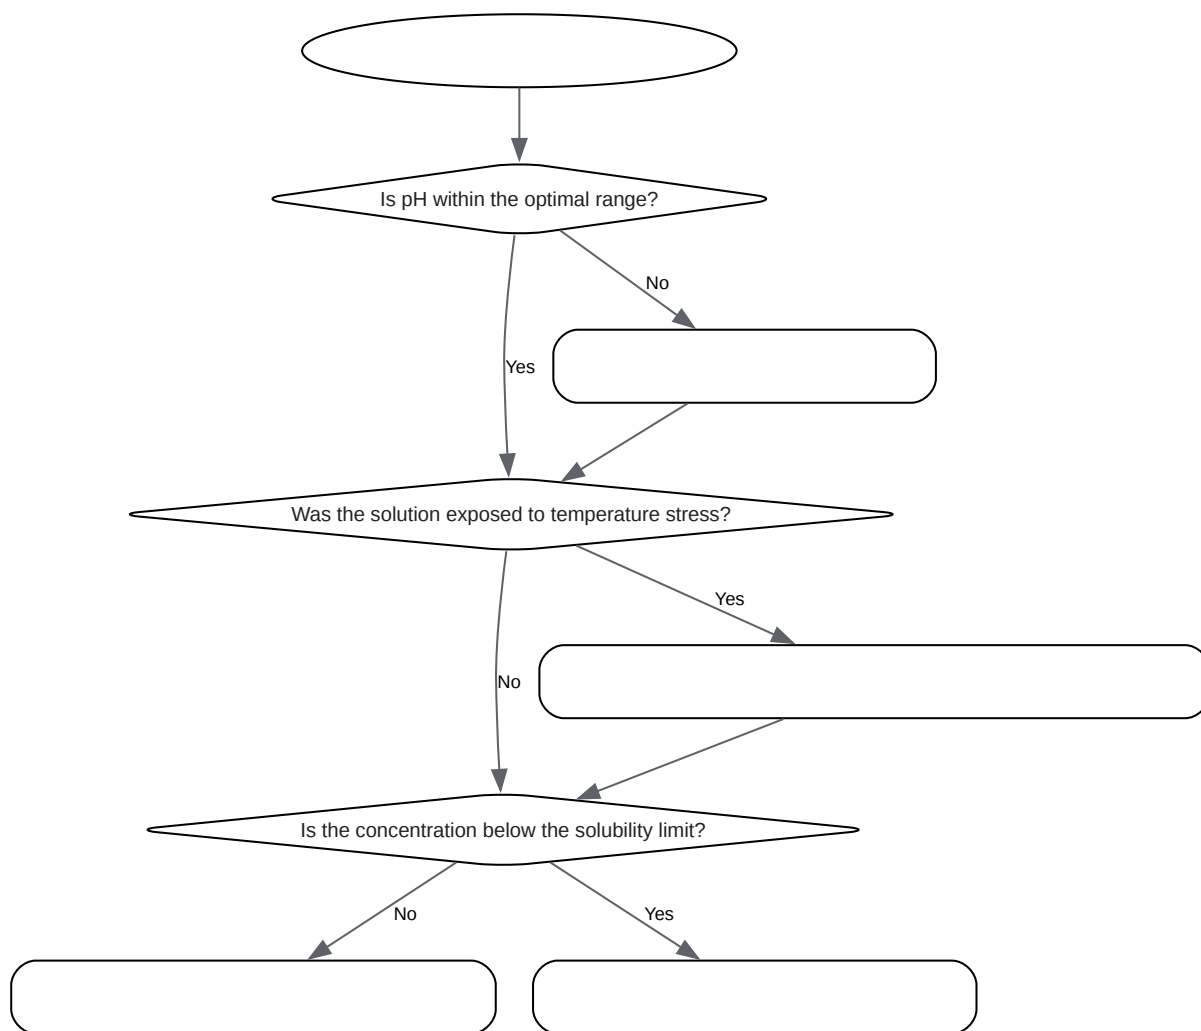 Is pH within the optimal range?
No
Yes
Was the solution exposed to temperature stress?
Yes
No
Is the concentration below the solubility limit?
No
Yes